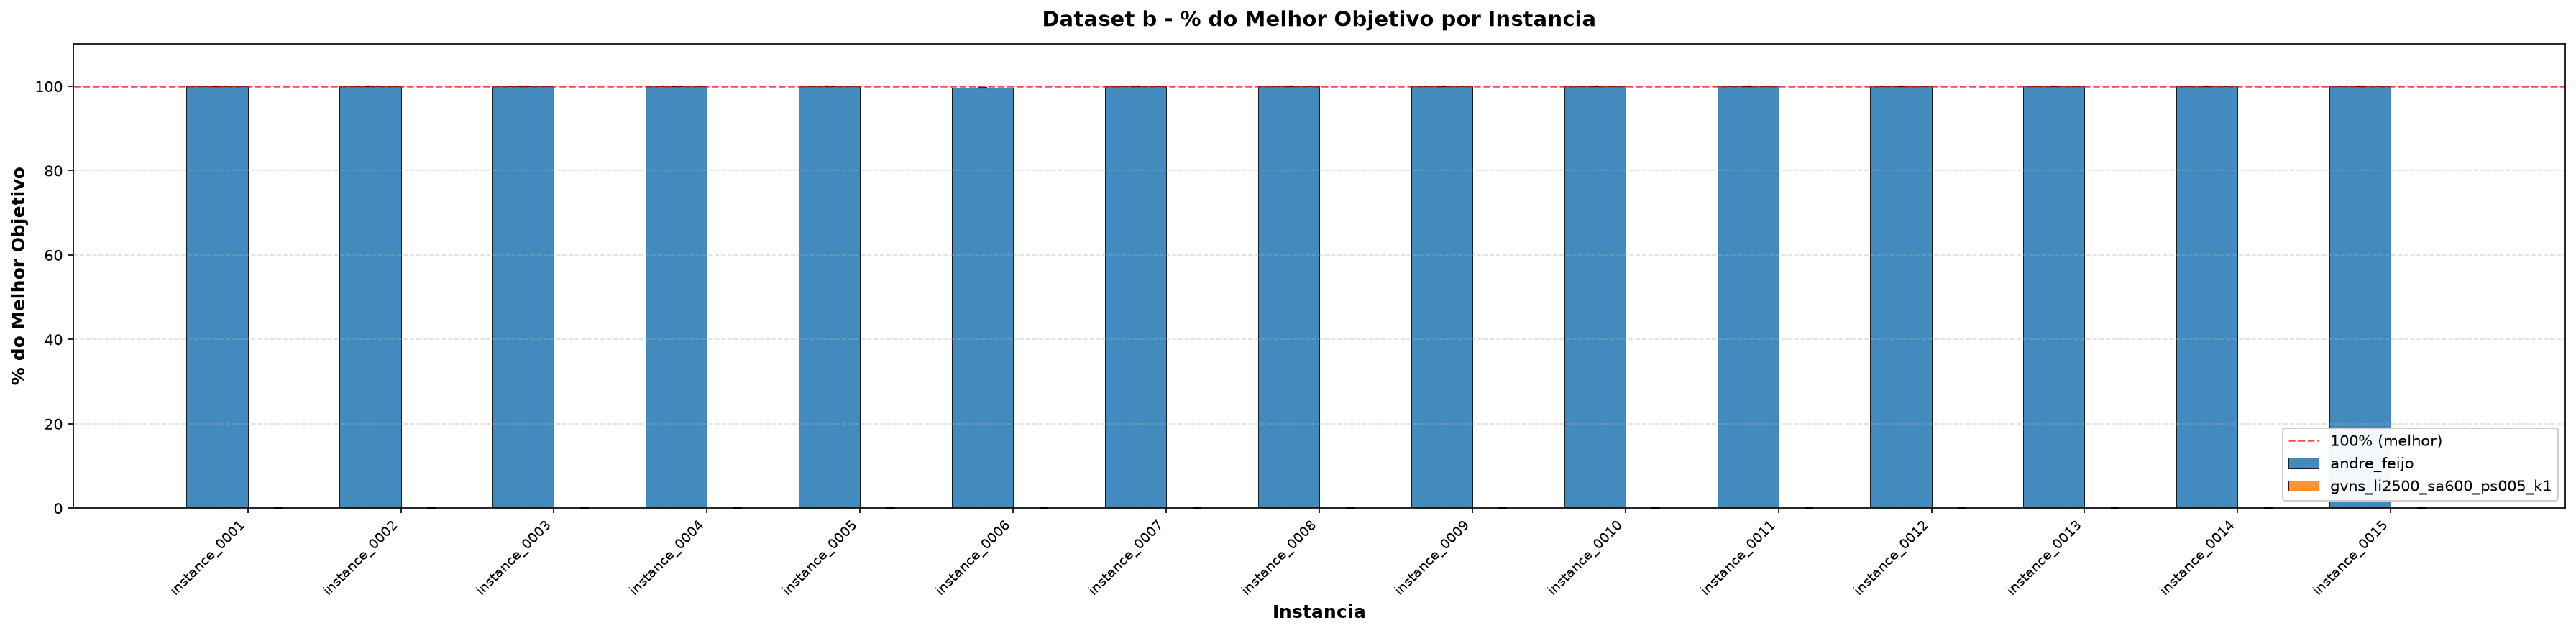 Dataset b - % do Melhor Objetivo por Instancia
% do Melhor Objetivo
100
80
60
40
20
0
100% (melhor)
andre_feijo
gvns_li2500_sa600_ps005_k1
instance_0001
instance_0002
instance_0003
instance_0004
instance_0005
instance_0006
instance_0007
instance_0008
instance_0009
instance_0010
instance_0011
instance_0012
instance_0013
instance_0014
instance_0015
Instancia